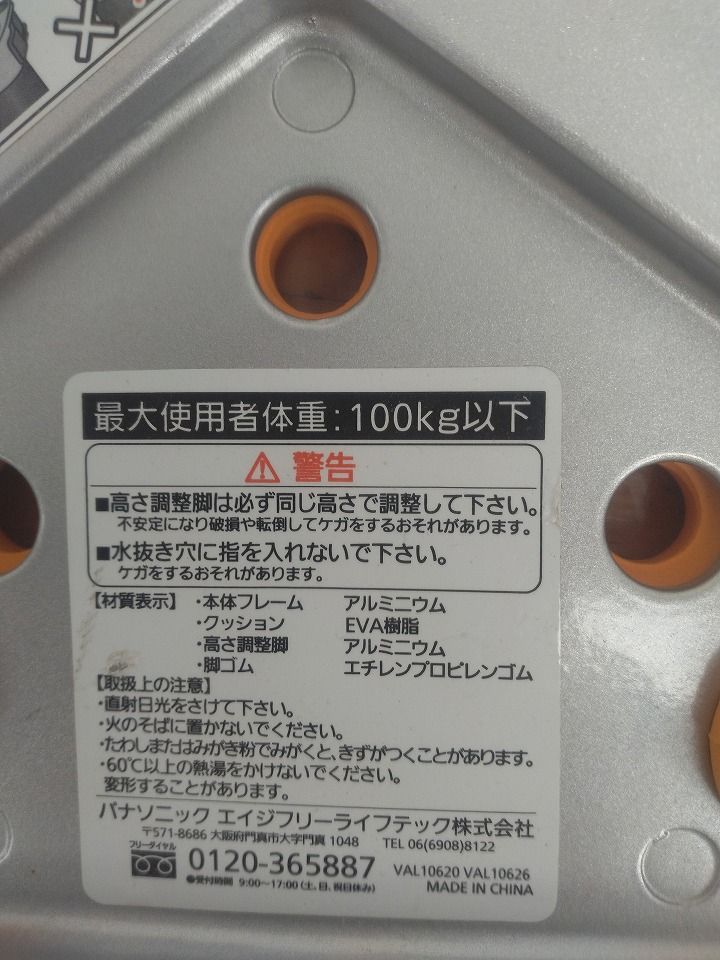 最大使用者体重:100kg以下
⚠ 警告
■高さ調整脚は必ず同じ高さで調整して下さい。
不安定になり破損や転倒してケガをするおそれがあります。
■水抜き穴に指を入れないで下さい。
ケガをするおそれがあります。
【材質表示】 ・本体フレーム アルミニウム
・クッション EVA樹脂
・高さ調整脚 アルミニウム
・脚ゴム エチレンプロピレンゴム
【取扱上の注意】
・直射日光をさけて下さい。
・火のそばに置かないでください。
・たわしまたはみがき粉でみがくと、きずがつくことがあります。
・60℃以上の熱湯をかけないでください。
変形することがあります。
パナソニック エイジフリーライフテック株式会社
〒571-8686 大阪府門真市大字門真 1048 TEL 06(6908)8122
フリーダイヤル 0120-365887 VAL10620 VAL10626
●受付時間 9:00〜17:00(土、日、祝日休み) MADE IN CHINA